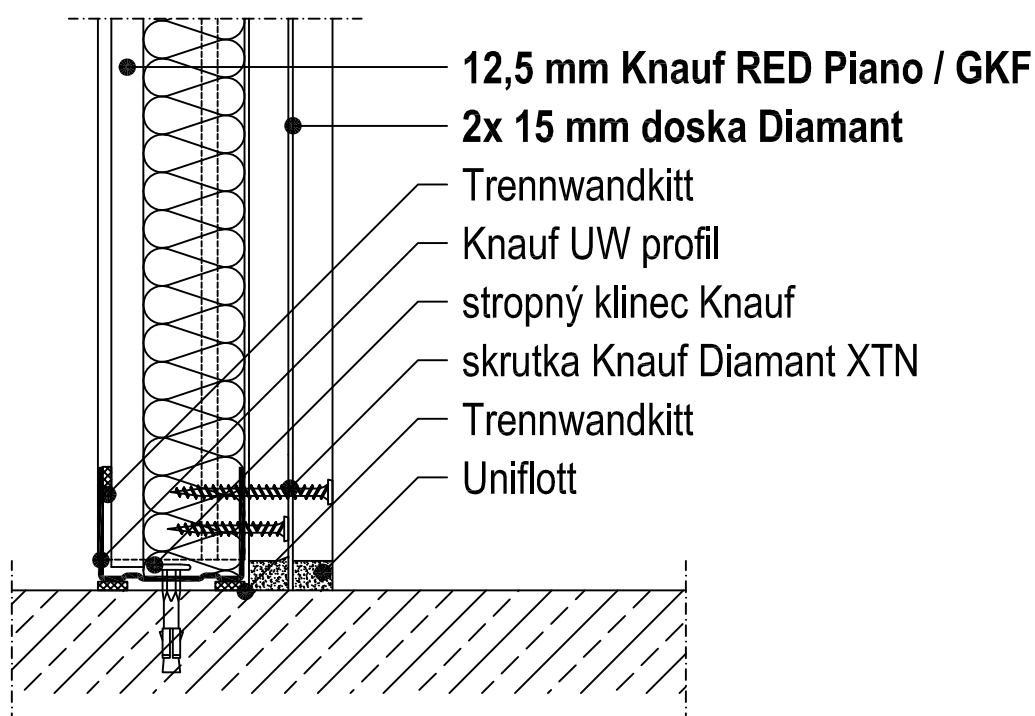 12,5 mm Knauf RED Piano / GKF
2x 15 mm doska Diamant
Trennwandkitt
Knauf UW profil
stropný klinec Knauf
skrutka Knauf Diamant XTN
Trennwandkitt
Uniflott